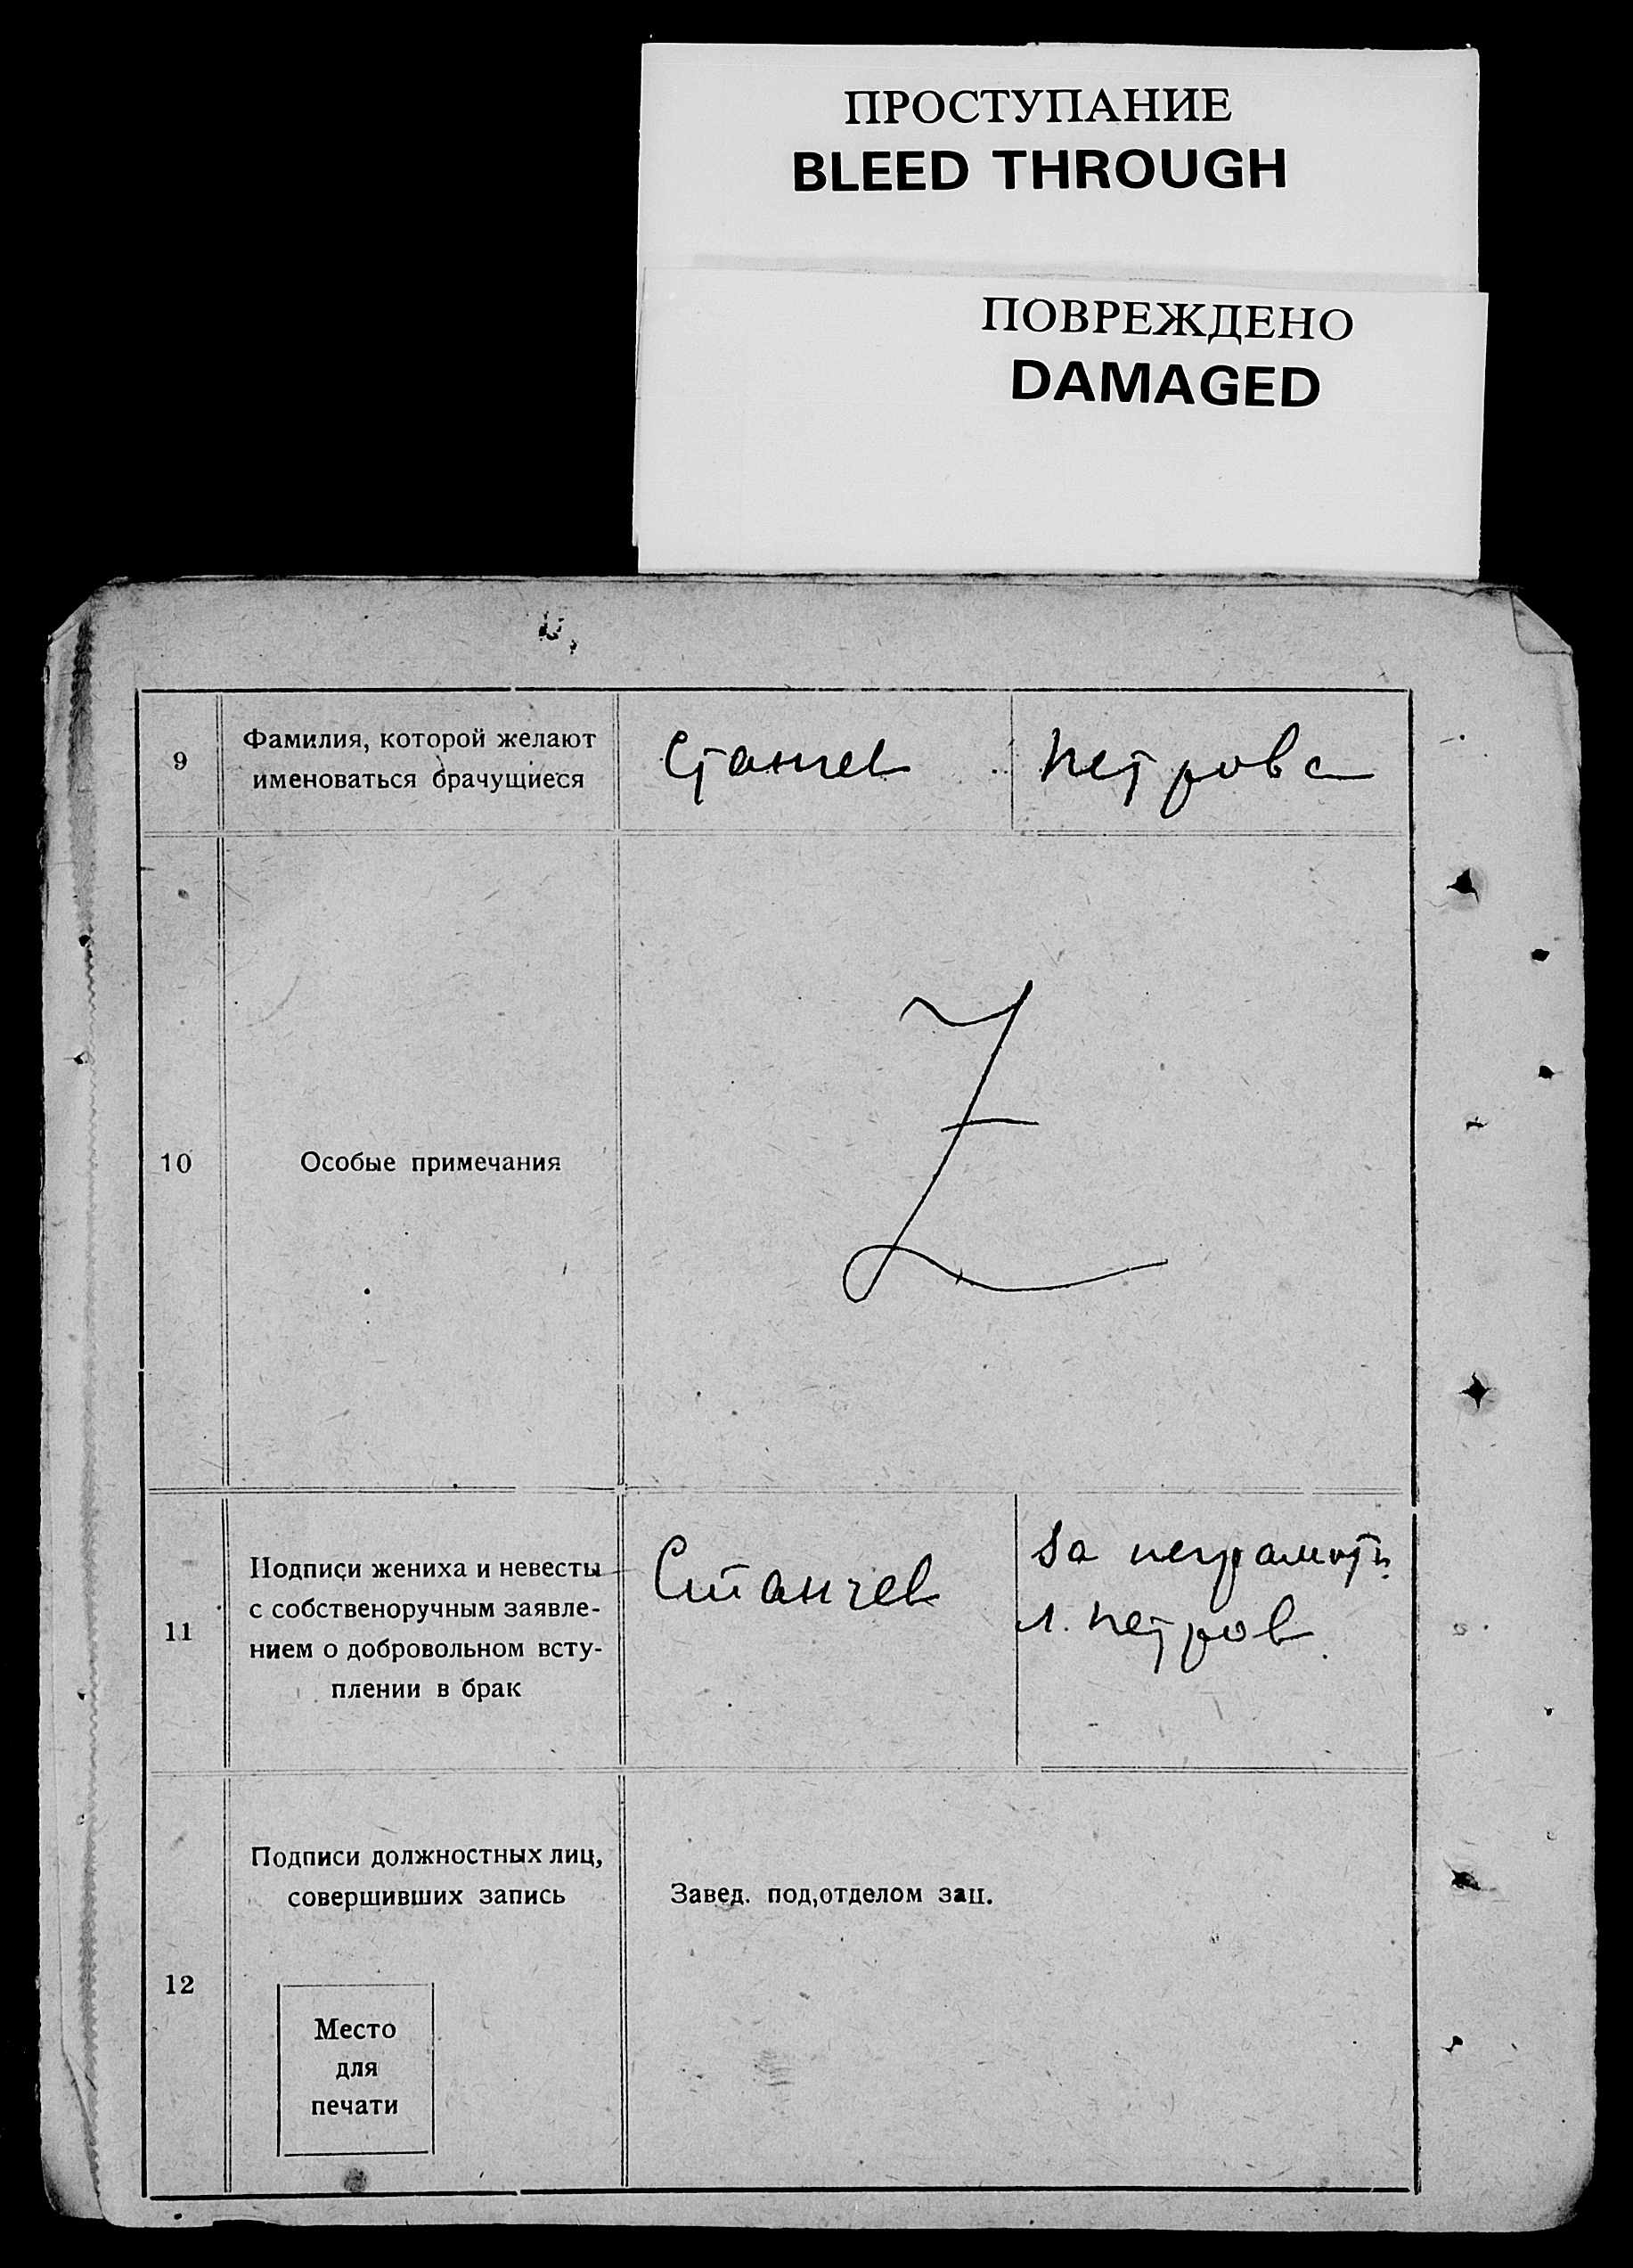 ПРОСТУПАНИЕ
BLEED THROUGH
ПОВРЕЖДЕНО
DAMAGED
9
Фамилия, которой желают
именоваться брачущиеся
Станчев
Петрова
10
Особые примечания
Z
11
Подписи жениха и невесты
с собственоручным заявле-
нием о добровольном всту-
плении в брак
Станчев
За неграмотн.
Л. Петров
12
Подписи должностных лиц,
совершивших запись
Завед. под,отделом зап.
Место
для
печати